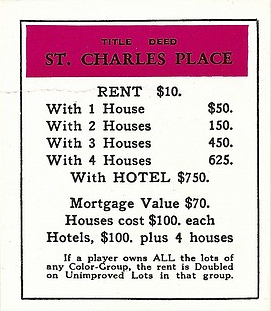 TITLE DEED
ST. CHARLES PLACE
RENT $10.
With 1 House $50.
With 2 Houses 150.
With 3 Houses 450.
With 4 Houses 625.
With HOTEL $750.
Mortgage Value $70.
Houses cost $100. each
Hotels, $100. plus 4 houses
If a player owns ALL the lots of
any Color-Group, the rent is Doubled
on Unimproved Lots in that group.